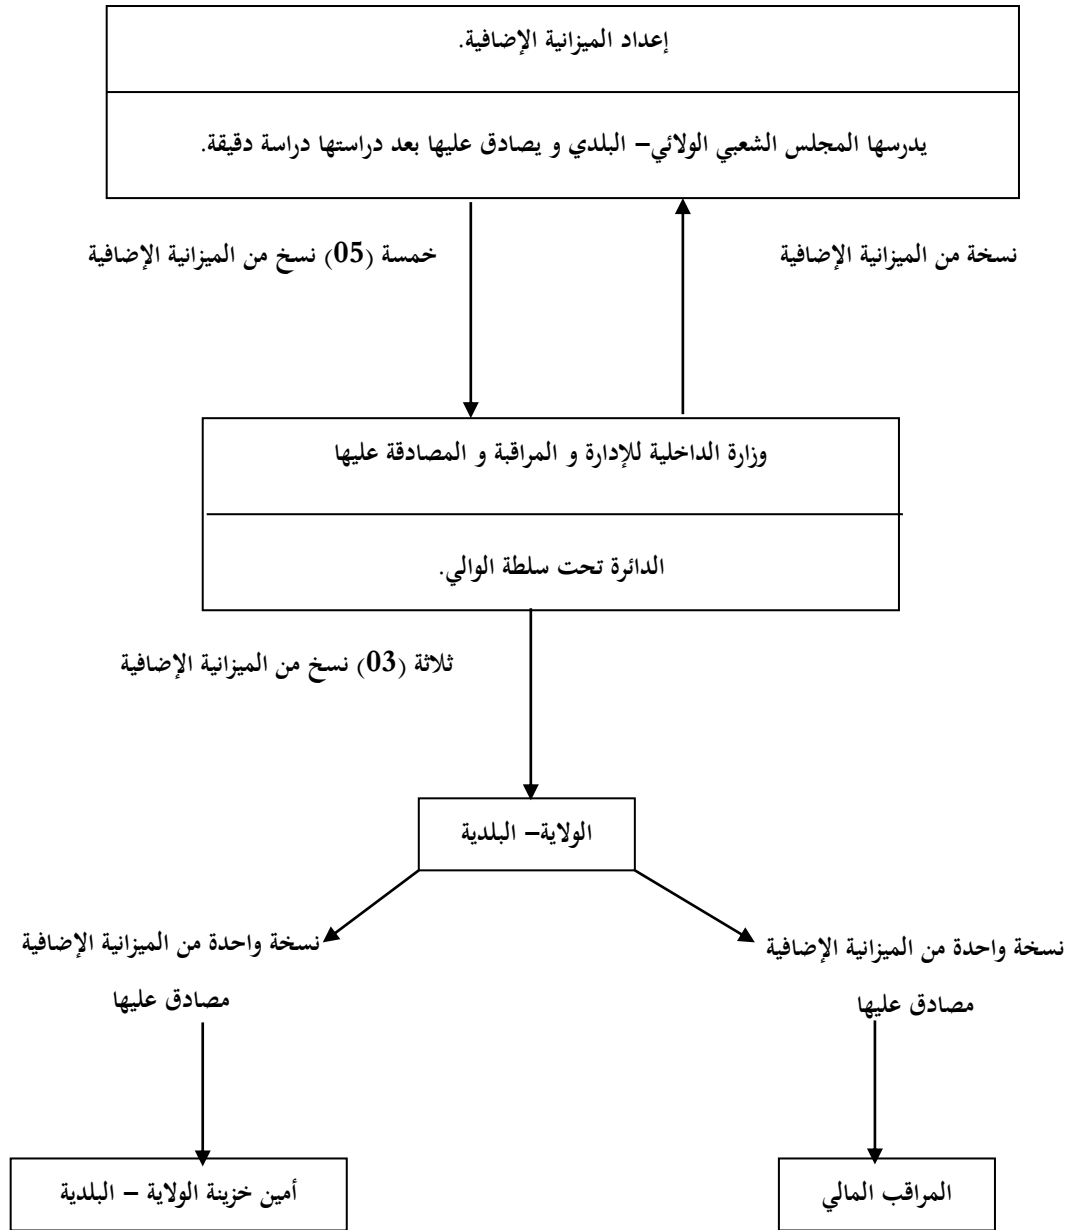 إعداد الميزانية الإضافية.
يدرسها المجلس الشعبي الولائي– البلدي و يصادق عليها بعد دراستها دراسة دقيقة.
نسخة من الميزانية الإضافية
خمسة (05) نسخ من الميزانية الإضافية
وزارة الداخلية للإدارة و المراقبة و المصادقة عليها
الدائرة تحت سلطة الوالي.
ثلاثة (03) نسخ من الميزانية الإضافية
الولاية– البلدية
نسخة واحدة من الميزانية الإضافية
مصادق عليها
نسخة واحدة من الميزانية الإضافية
مصادق عليها
المراقب المالي
أمين خزينة الولاية – البلدية